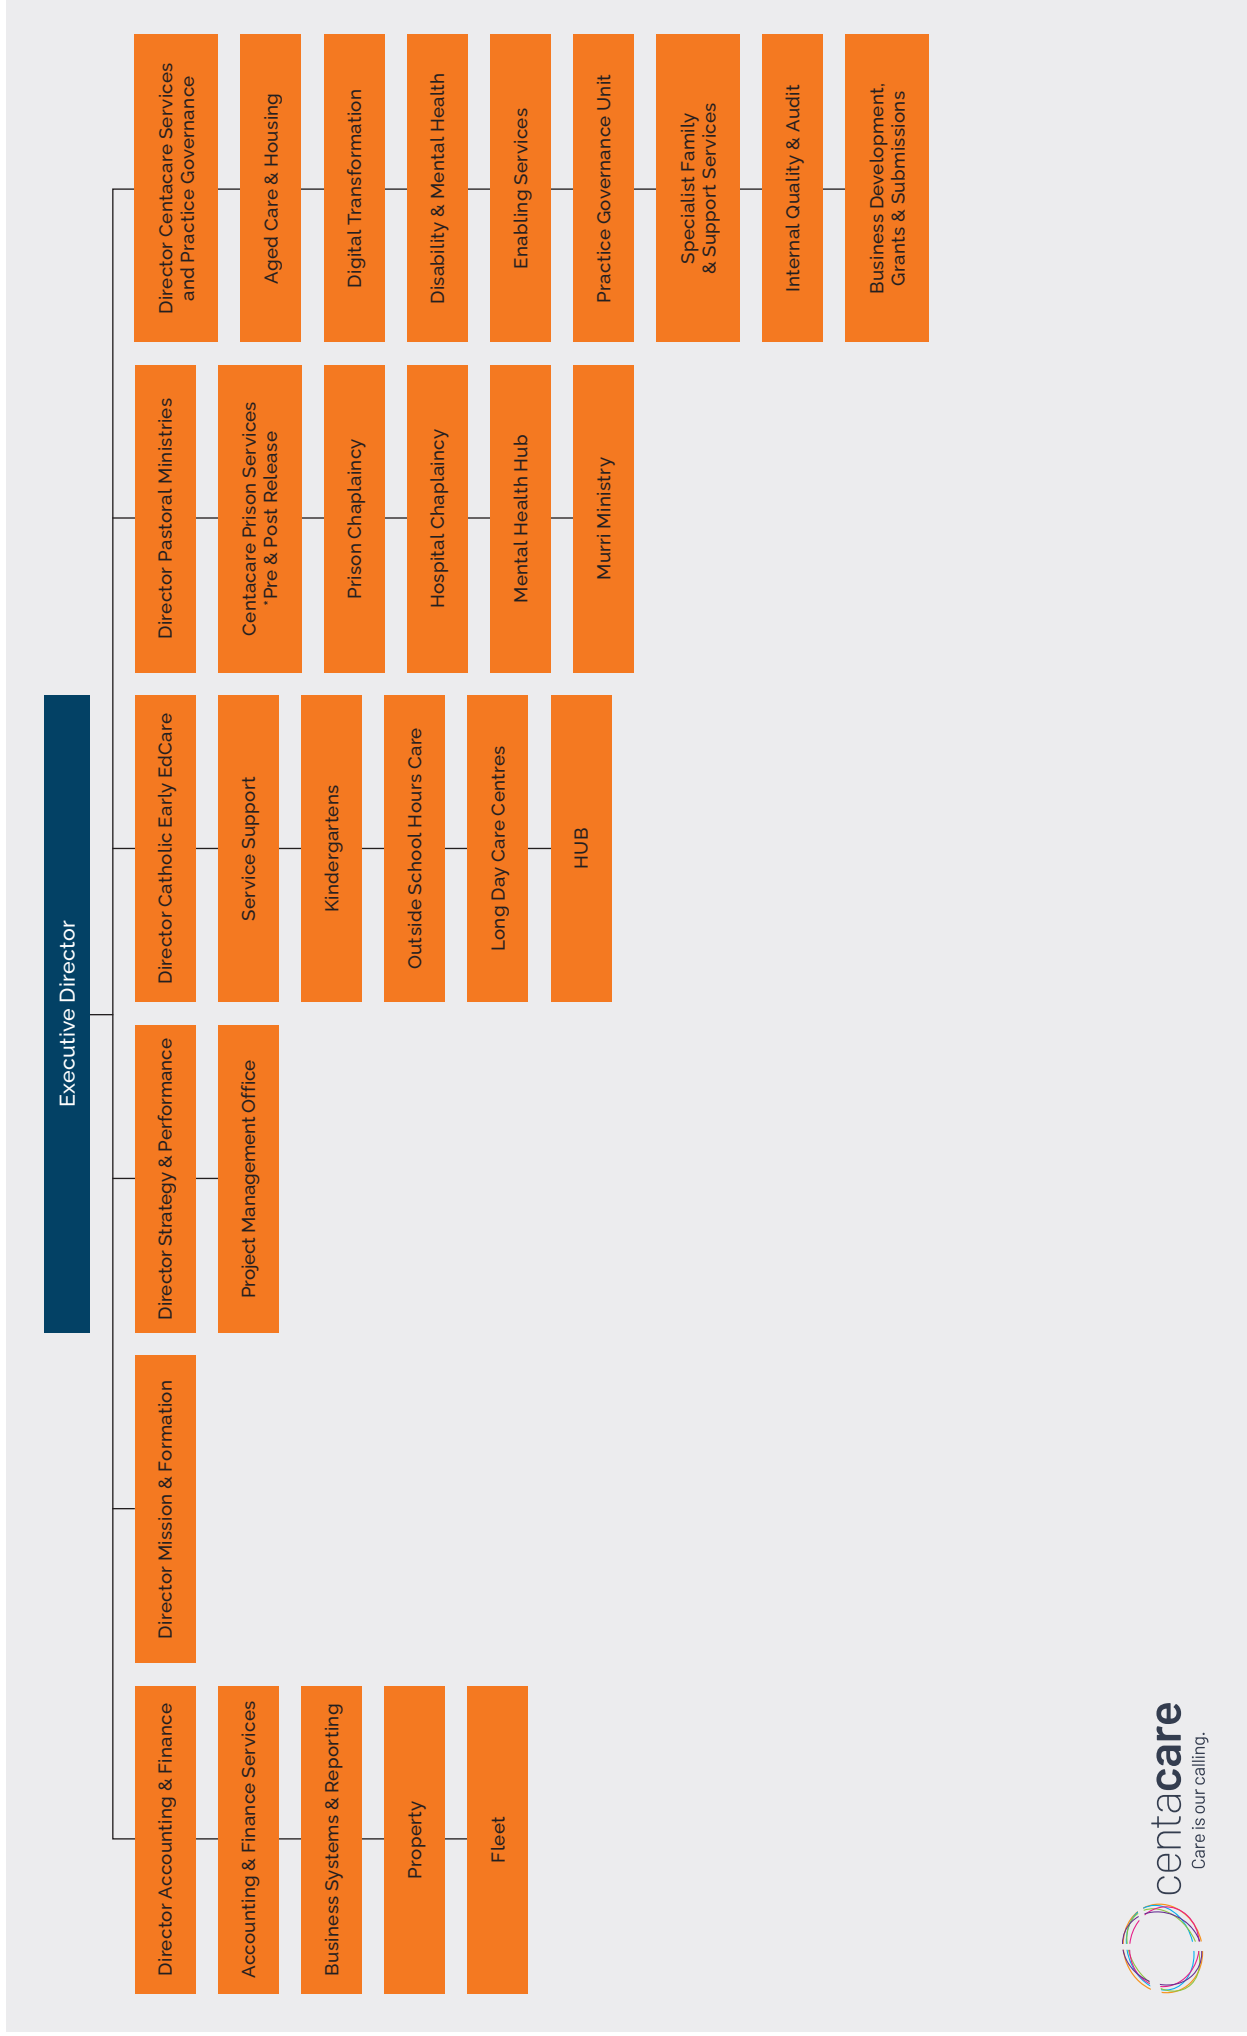 Executive Director
Director Accounting & Finance
Accounting & Finance Services
Business Systems & Reporting
Property
Fleet
Director Mission & Formation
Director Strategy & Performance
Project Management Office
Director Catholic Early EdCare
Service Support
Kindergartens
Outside School Hours Care
Long Day Care Centres
HUB
Director Pastoral Ministries
Centacare Prison Services
*Pre & Post Release
Prison Chaplaincy
Hospital Chaplaincy
Mental Health Hub
Murri Ministry
Director Centacare Services
and Practice Governance
Aged Care & Housing
Digital Transformation
Disability & Mental Health
Enabling Services
Practice Governance Unit
Specialist Family
& Support Services
Internal Quality & Audit
Business Development,
Grants & Submissions
centacare
Care is our calling.